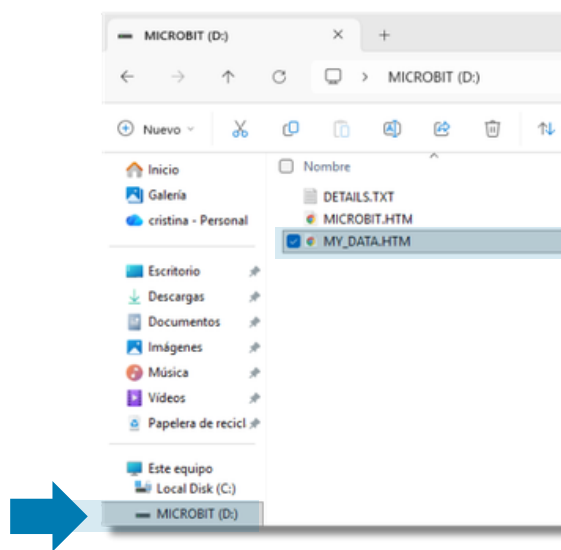 MICROBIT (D:)
MICROBIT (D:)
Nuevo
Nombre
Inicio
Galería
cristina - Personal
DETAILS.TXT
MICROBIT.HTM
MY_DATA.HTM
Escritorio
Descargas
Documentos
Imágenes
Música
Vídeos
Papelera de recicl
Este equipo
Local Disk (C:)
MICROBIT (D:)